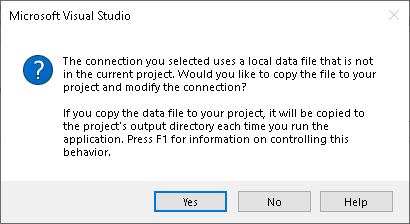 Microsoft Visual Studio
The connection you selected uses a local data file that is not
in the current project. Would you like to copy the file to your
project and modify the connection?
If you copy the data file to your project, it will be copied to
the project's output directory each time you run the
application. Press F1 for information on controlling this
behavior.
Yes
No
Help